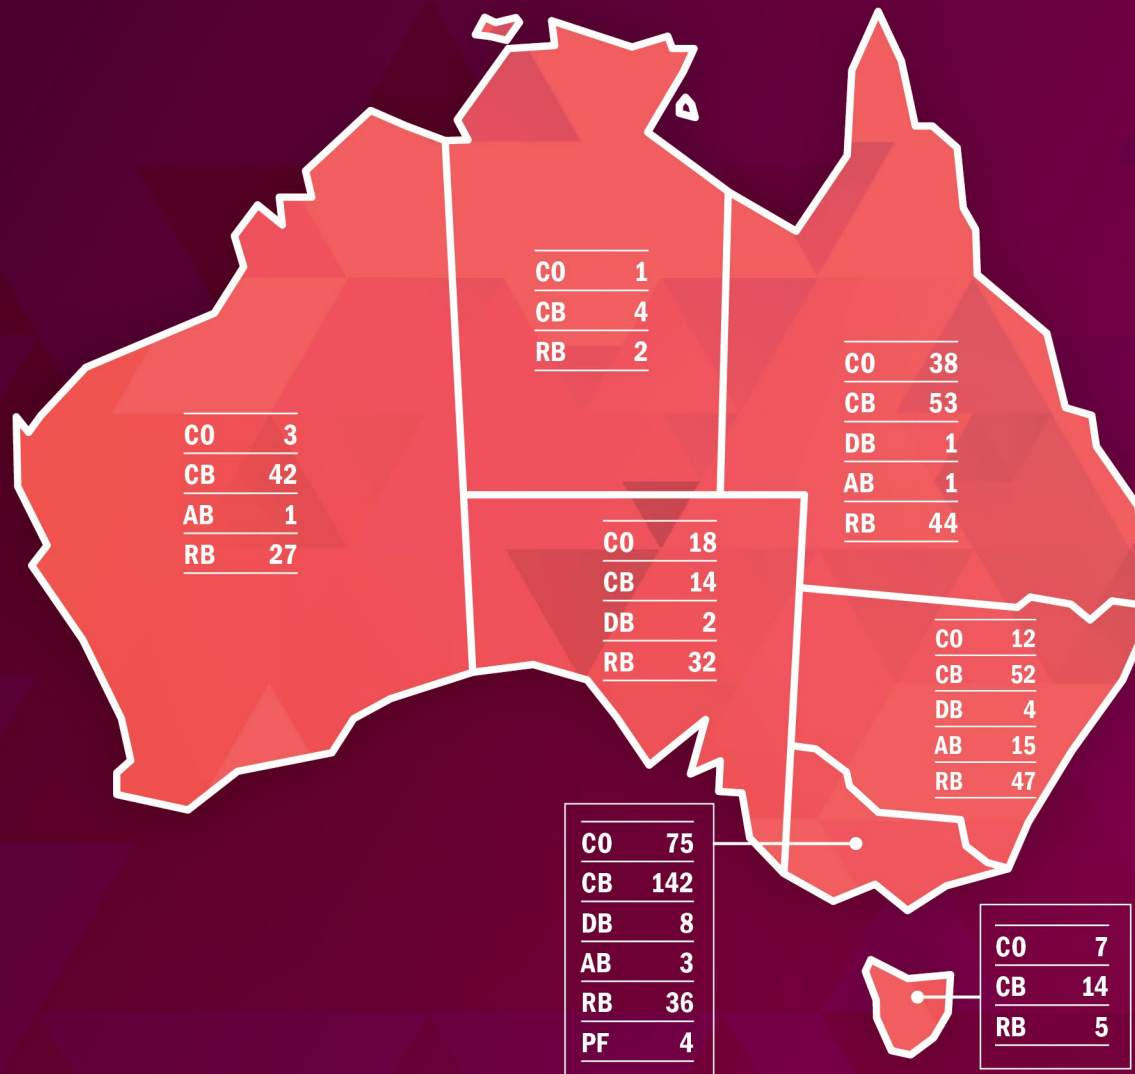 CO 1
CB 4
RB 2
CO 38
CB 53
DB 1
AB 1
RB 44
CO 3
CB 42
AB 1
RB 27
CO 18
CB 14
DB 2
RB 32
CO 12
CB 52
DB 4
AB 15
RB 47
CO 75
CB 142
DB 8
AB 3
RB 36
PF 4
CO 7
CB 14
RB 5